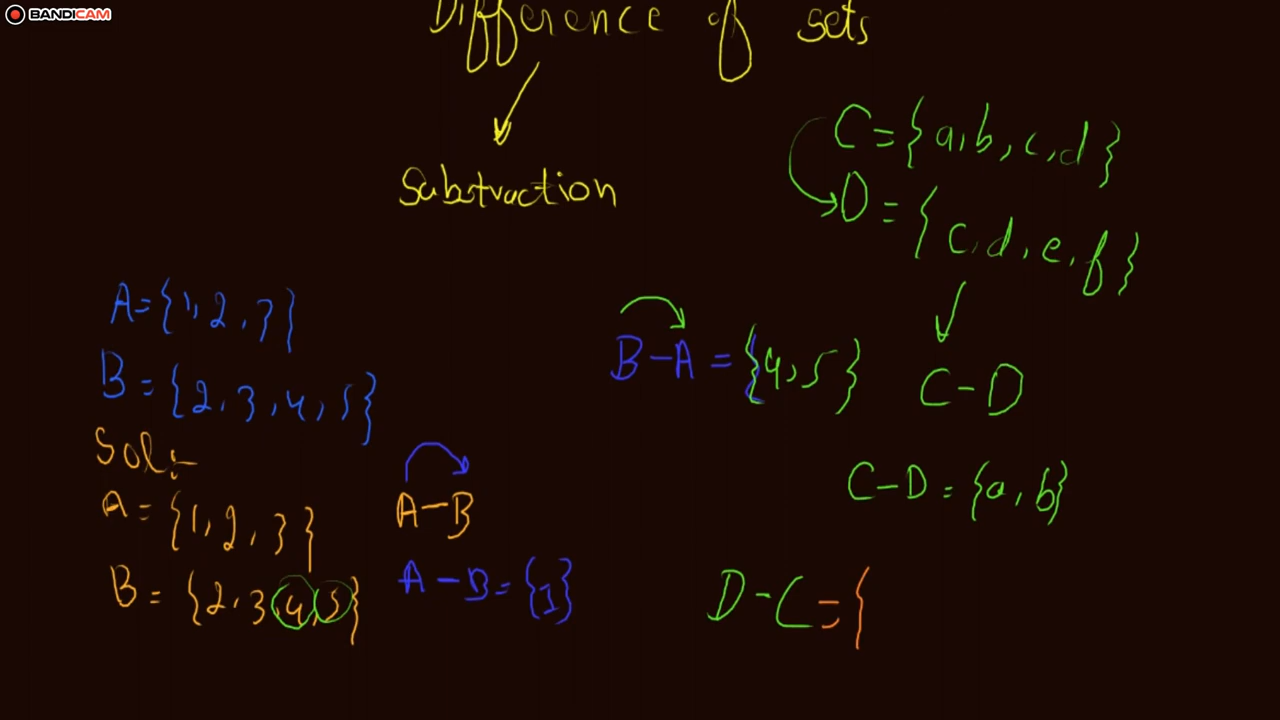 BANDICAM
Difference of sets
Substraction
C={a,b,c,d}
D={c,d,e,f}
C-D
C-D={a,b}
D-C={
A={1,2,3}
B={2,3,4,5}
Sol:-
A={1,2,3}
B={2,3,4,5}
A-B
A-B={1}
B-A={4,5}